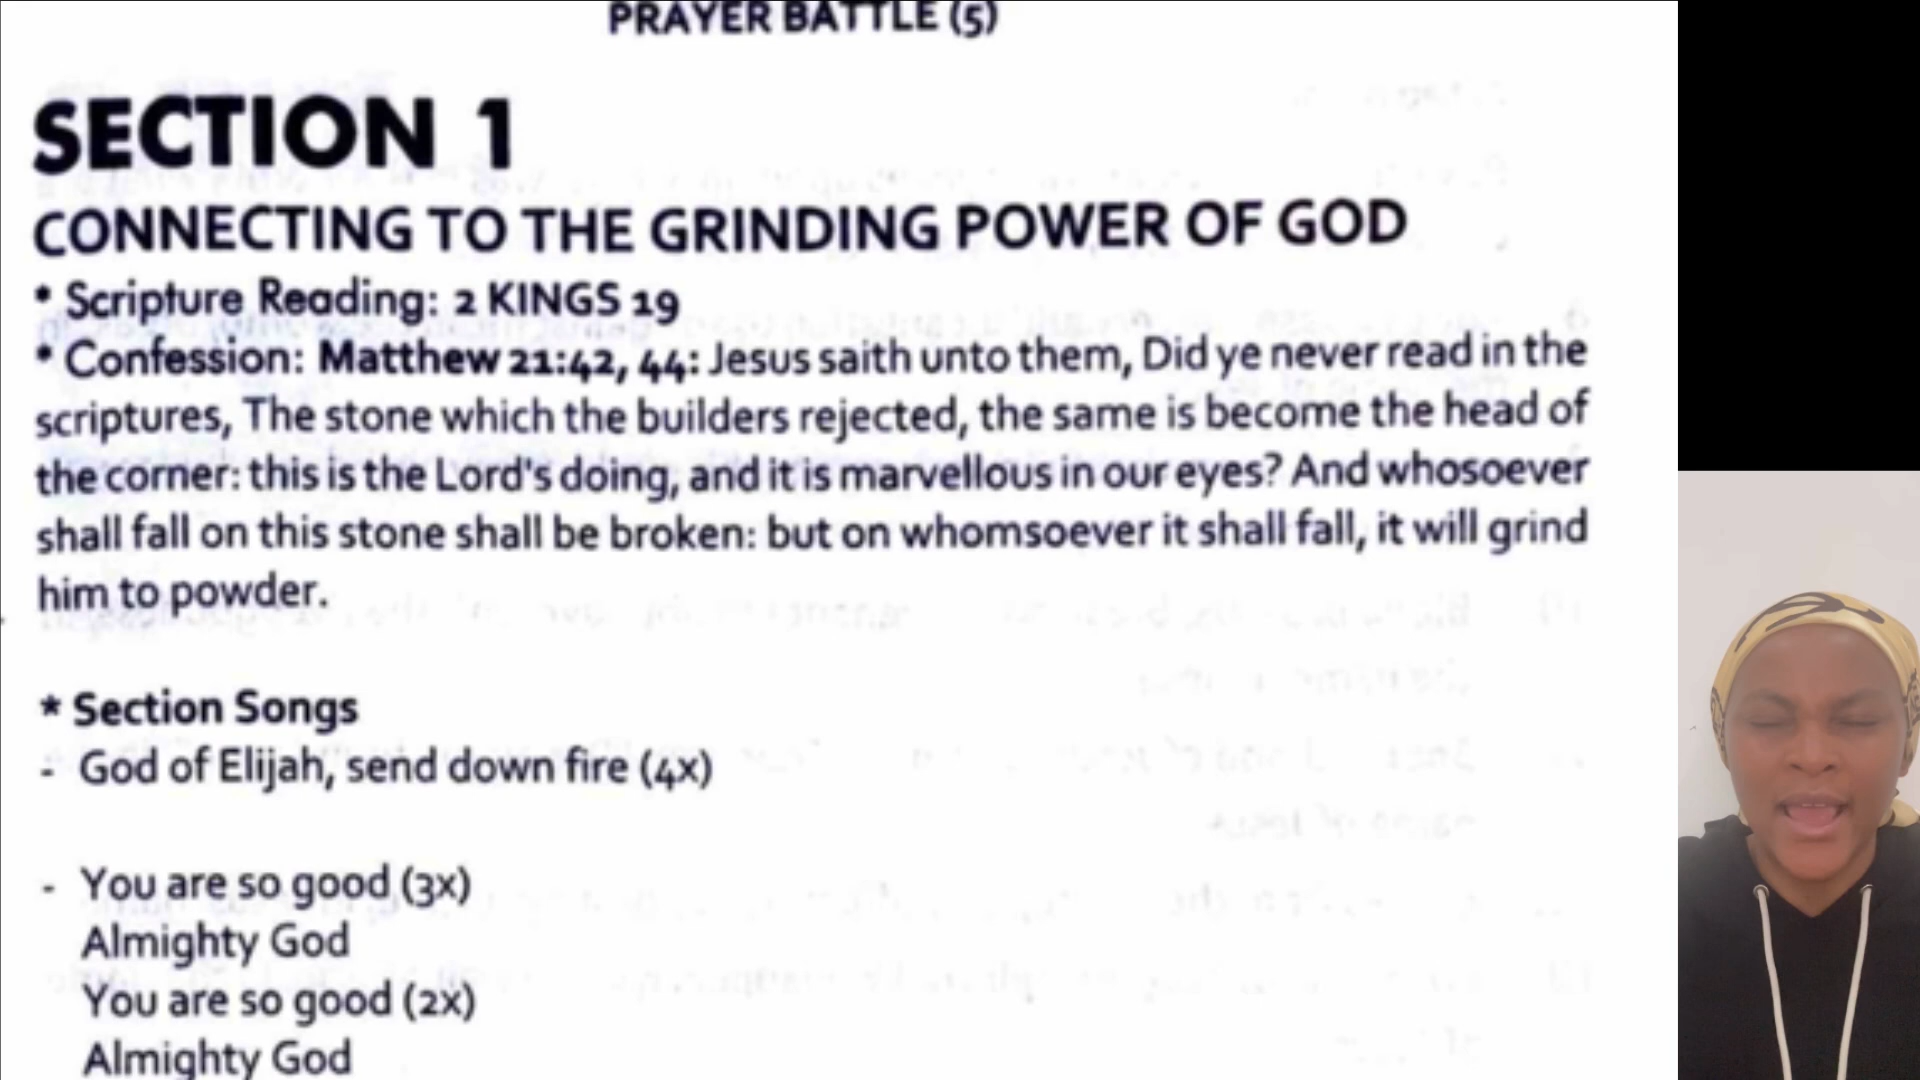 PRAYER BATTLE (5)
SECTION 1
CONNECTING TO THE GRINDING POWER OF GOD
* Scripture Reading: 2 KINGS 19
* Confession: Matthew 21:42, 44: Jesus saith unto them, Did ye never read in the
scriptures, The stone which the builders rejected, the same is become the head of
the corner: this is the Lord's doing, and it is marvellous in our eyes? And whosoever
shall fall on this stone shall be broken: but on whomsoever it shall fall, it will grind
him to powder.
* Section Songs
- God of Elijah, send down fire (4x)
- You are so good (3x)
Almighty God
You are so good (2x)
Almighty God